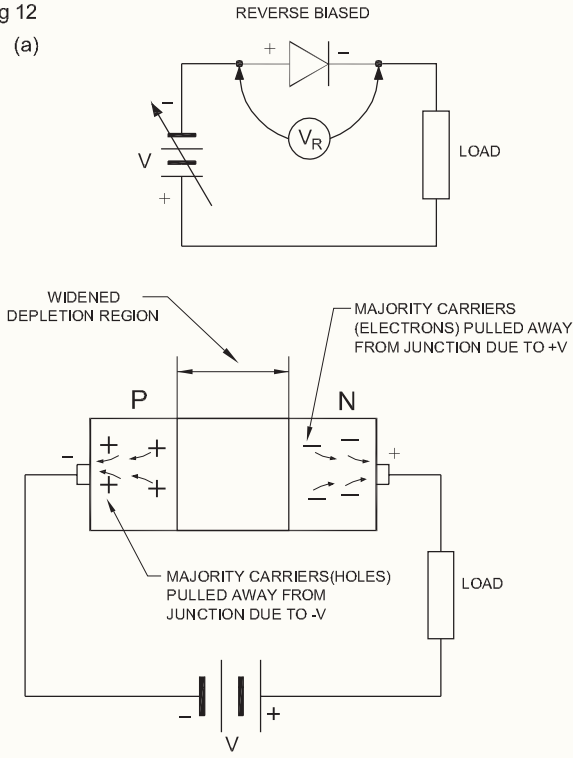 g 12
(a)
REVERSE BIASED
+ −
V_R
−
V
+
LOAD
WIDENED
DEPLETION REGION
MAJORITY CARRIERS
(ELECTRONS) PULLED AWAY
FROM JUNCTION DUE TO +V
P N
− +
+ + + +
− − − −
MAJORITY CARRIERS(HOLES)
PULLED AWAY FROM
JUNCTION DUE TO -V
LOAD
− +
V